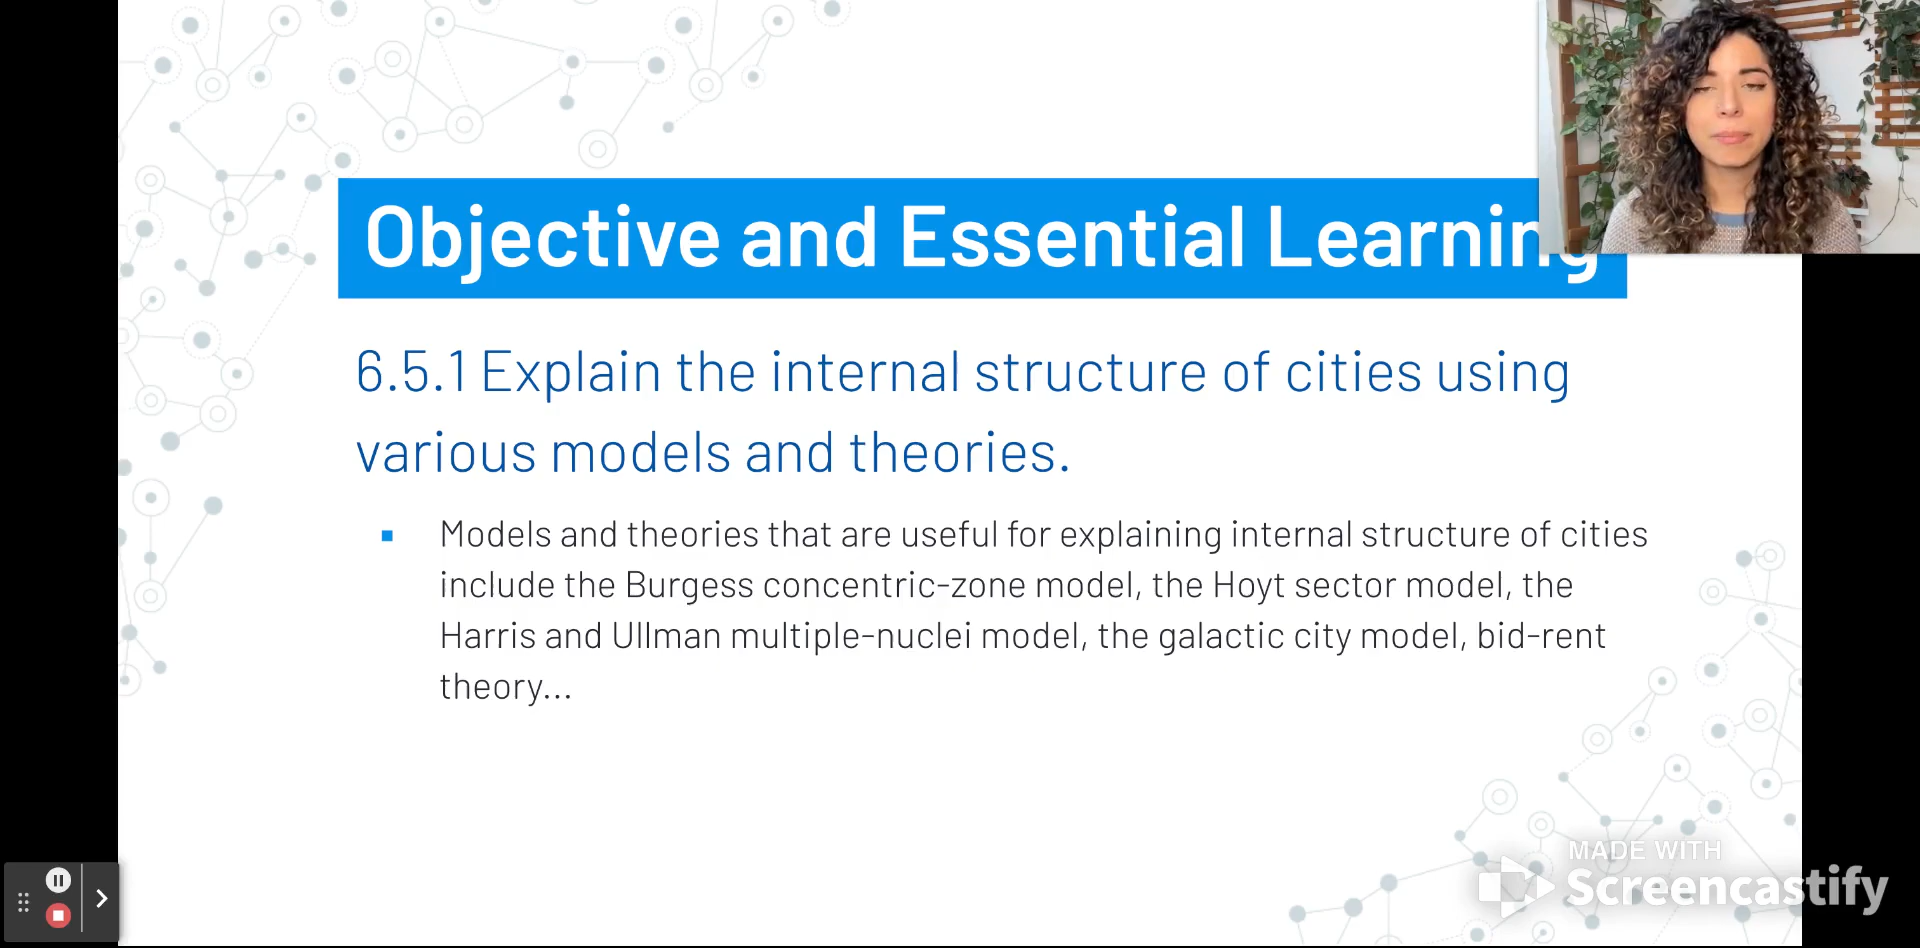 Objective and Essential Learning
6.5.1 Explain the internal structure of cities using
various models and theories.
Models and theories that are useful for explaining internal structure of cities
include the Burgess concentric-zone model, the Hoyt sector model, the
Harris and Ullman multiple-nuclei model, the galactic city model, bid-rent
theory...
MADE WITH
Screencastify